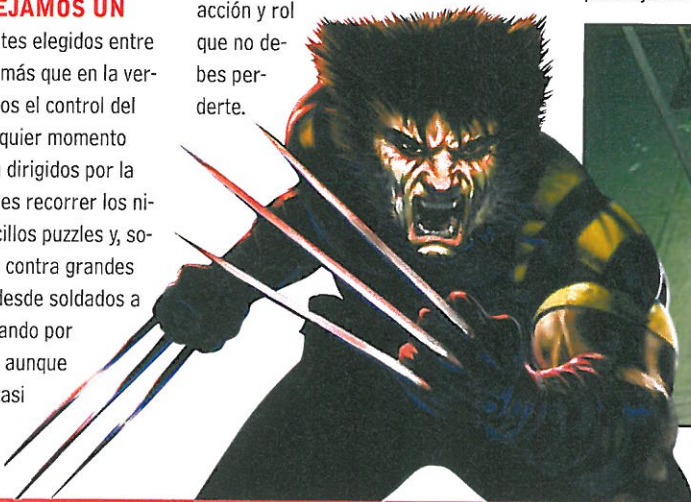 EJAMOS UN
tes elegidos entre
más que en la ver-
os el control del
quier momento
dirigidos por la
es recorrer los ni-
cillos puzzles y, so-
contra grandes
desde soldados a
ando por
aunque
asi
acción y rol
que no de-
bes per-
derte.